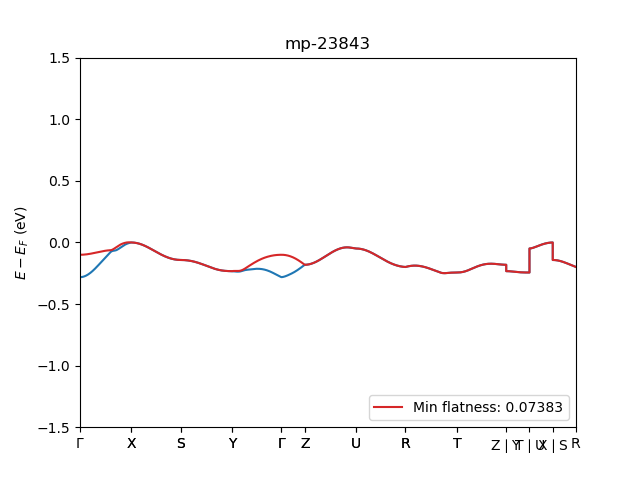 mp-23843
E − E_F (eV)
1.5
1.0
0.5
0.0
−0.5
−1.0
−1.5
Min flatness: 0.07383
Γ X S Y Γ Z U R T Z | Y T | U X | S R